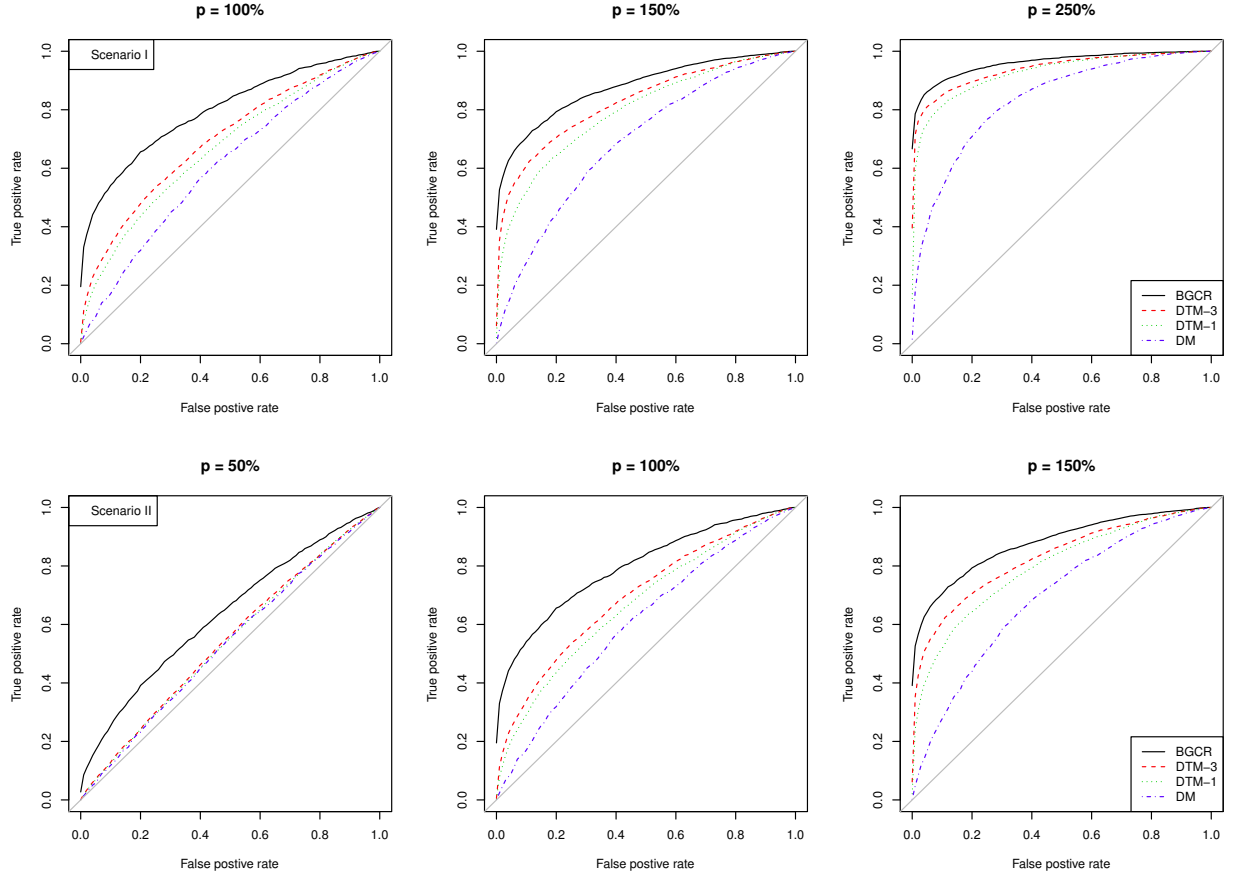 p = 100%
Scenario I
True positive rate
0.0 0.2 0.4 0.6 0.8 1.0
0.0 0.2 0.4 0.6 0.8 1.0
False postive rate
p = 150%
True positive rate
0.0 0.2 0.4 0.6 0.8 1.0
0.0 0.2 0.4 0.6 0.8 1.0
False postive rate
p = 250%
True positive rate
0.0 0.2 0.4 0.6 0.8 1.0
BGCR
DTM−3
DTM−1
DM
0.0 0.2 0.4 0.6 0.8 1.0
False postive rate
p = 50%
Scenario II
True positive rate
0.0 0.2 0.4 0.6 0.8 1.0
0.0 0.2 0.4 0.6 0.8 1.0
False postive rate
p = 100%
True positive rate
0.0 0.2 0.4 0.6 0.8 1.0
0.0 0.2 0.4 0.6 0.8 1.0
False postive rate
p = 150%
True positive rate
0.0 0.2 0.4 0.6 0.8 1.0
BGCR
DTM−3
DTM−1
DM
0.0 0.2 0.4 0.6 0.8 1.0
False postive rate